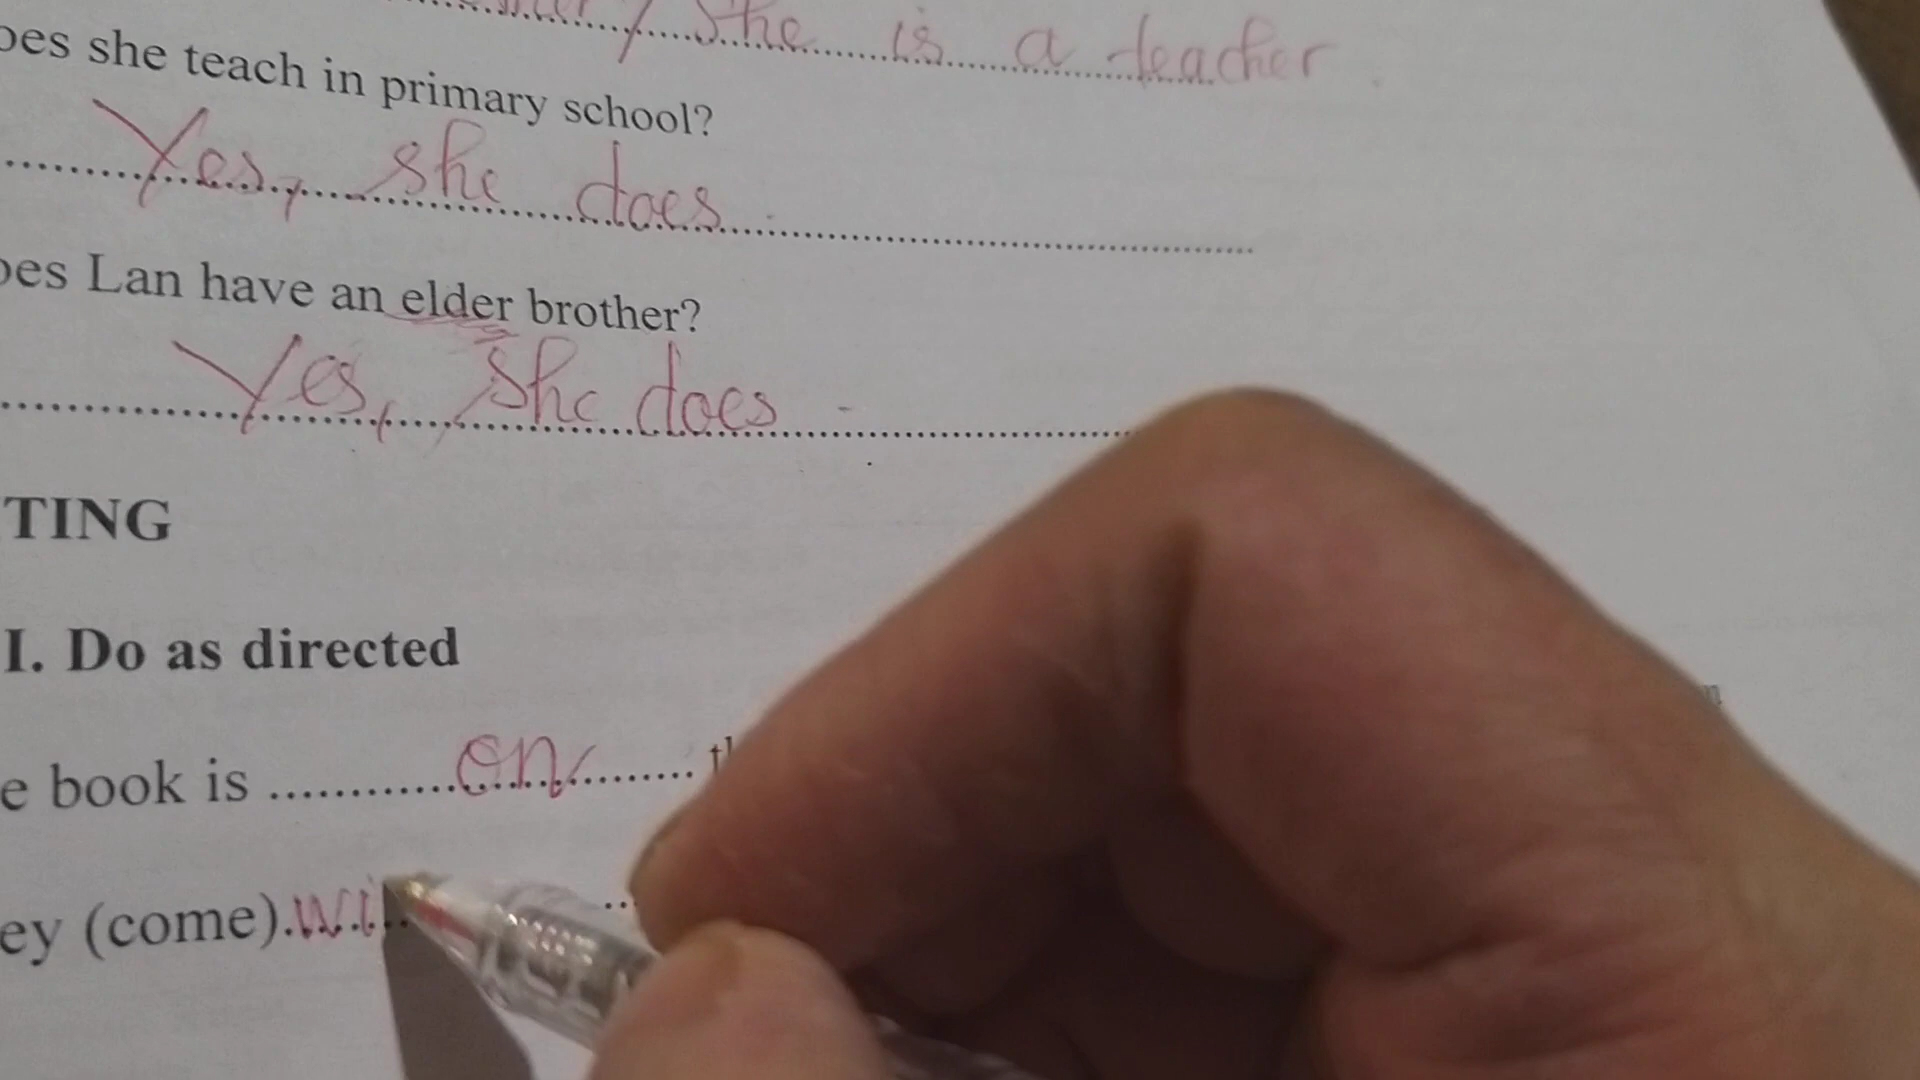 she is a teacher
oes she teach in primary school?
Yes, she does.
oes Lan have an elder brother?
Yes, she does.
TING
I. Do as directed
e book is ............on.........
ey (come).wi